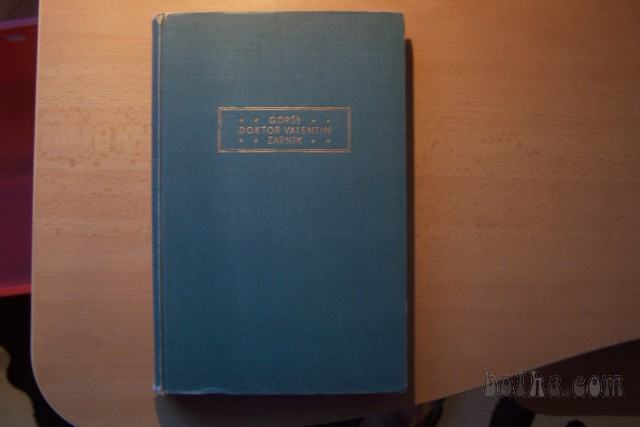 GORŠE
DOKTOR VALENTIN
ZARNIK
bolha.com